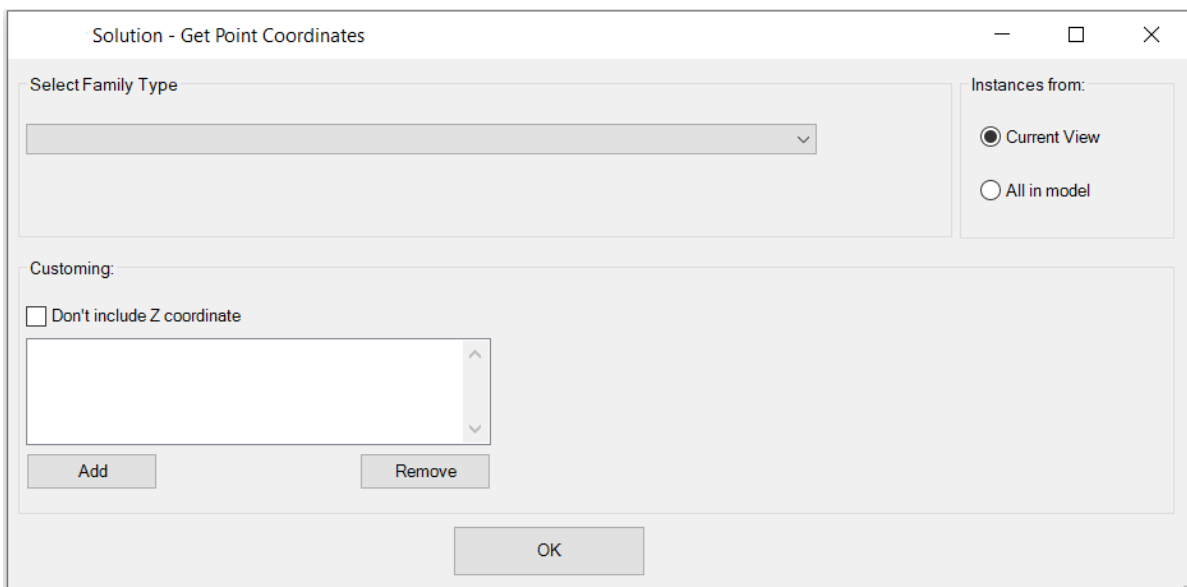 Solution - Get Point Coordinates
Select Family Type
Instances from:
Current View
All in model
Customing:
Don't include Z coordinate
Add
Remove
OK